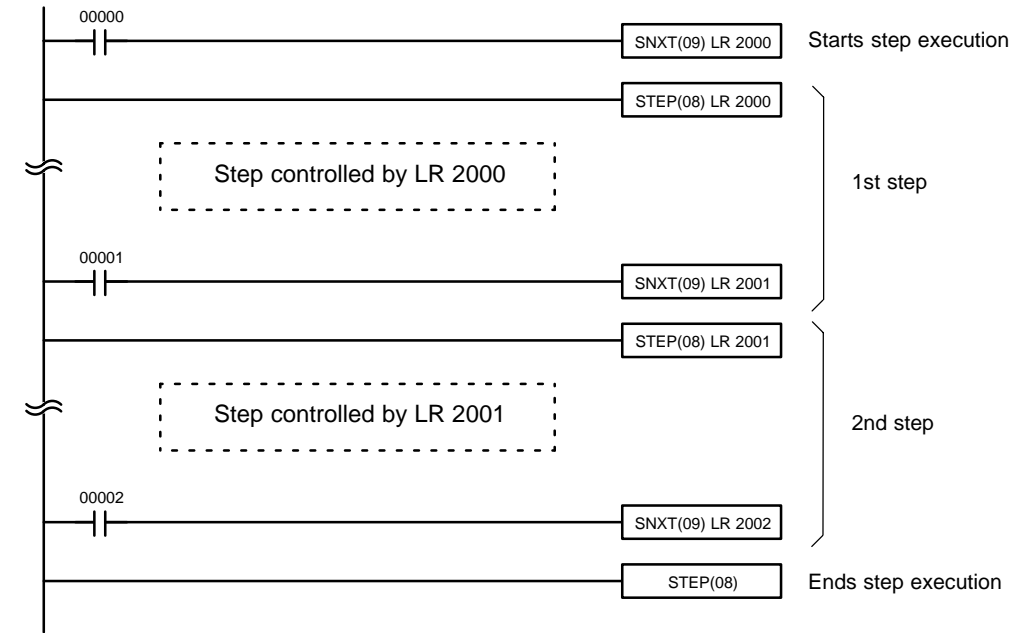 00000
SNXT(09) LR 2000 Starts step execution
STEP(08) LR 2000
Step controlled by LR 2000
1st step
00001
SNXT(09) LR 2001
STEP(08) LR 2001
Step controlled by LR 2001
2nd step
00002
SNXT(09) LR 2002
STEP(08) Ends step execution